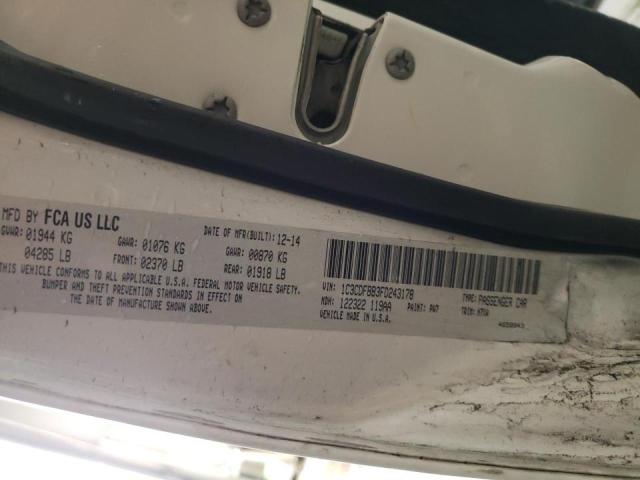 MFD BY FCA US LLC DATE OF MFR(BUILT): 12-14
GVWR: 01944 KG GAWR: 01076 KG GAWR: 00870 KG
04285 LB FRONT: 02370 LB REAR: 01918 LB
THIS VEHICLE CONFORMS TO ALL APPLICABLE U.S.A. FEDERAL MOTOR VEHICLE SAFETY,
BUMPER AND THEFT PREVENTION STANDARDS IN EFFECT ON
THE DATE OF MANUFACTURE SHOWN ABOVE.
VIN: 1C3CDFBB3FD243178 TYPE: PASSENGER CAR
MDH: 122322 119AA PAINT: PW7 TRIM:
VEHICLE MADE IN U.S.A.